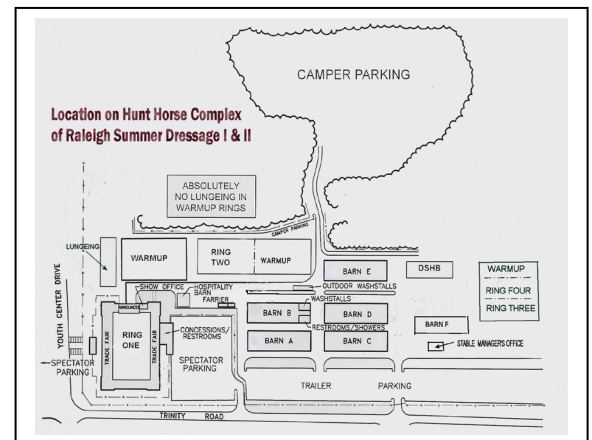 CAMPER PARKING
Location on Hunt Horse Complex
of Raleigh Summer Dressage I & II
ABSOLUTELY
NO LUNGEING IN
WARMUP RINGS
CAMPER PARKING
LUNGEING
WARMUP
RING
TWO
WARMUP
BARN E
DSHB
WARMUP
RING FOUR
RING THREE
SHOW OFFICE
HOSPITALITY
BARN
FARRIER
OUTDOOR WASHSTALLS
WASHSTALLS
BARN B
BARN D
RESTROOMS/SHOWERS
BARN A
BARN C
BARN F
STABLE MANAGER'S OFFICE
YOUTH CENTER DRIVE
TRADE FAIR
RING
ONE
TRADE FAIR
CONCESSIONS/
RESTROOMS
SPECTATOR
PARKING
SPECTATOR
PARKING
TRAILER PARKING
TRINITY ROAD